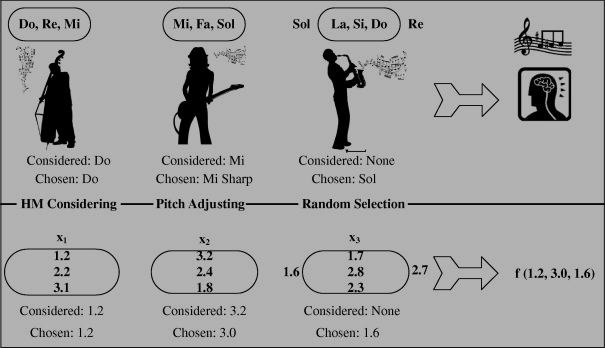 Do, Re, Mi
Mi, Fa, Sol
Sol La, Si, Do Re
Considered: Do
Chosen: Do
Considered: Mi
Chosen: Mi Sharp
Considered: None
Chosen: Sol
HM Considering
Pitch Adjusting
Random Selection
x1
1.2
2.2
3.1
Considered: 1.2
Chosen: 1.2
x2
3.2
2.4
1.8
Considered: 3.2
Chosen: 3.0
x3
1.7
1.6 2.8 2.7
2.3
Considered: None
Chosen: 1.6
f (1.2, 3.0, 1.6)